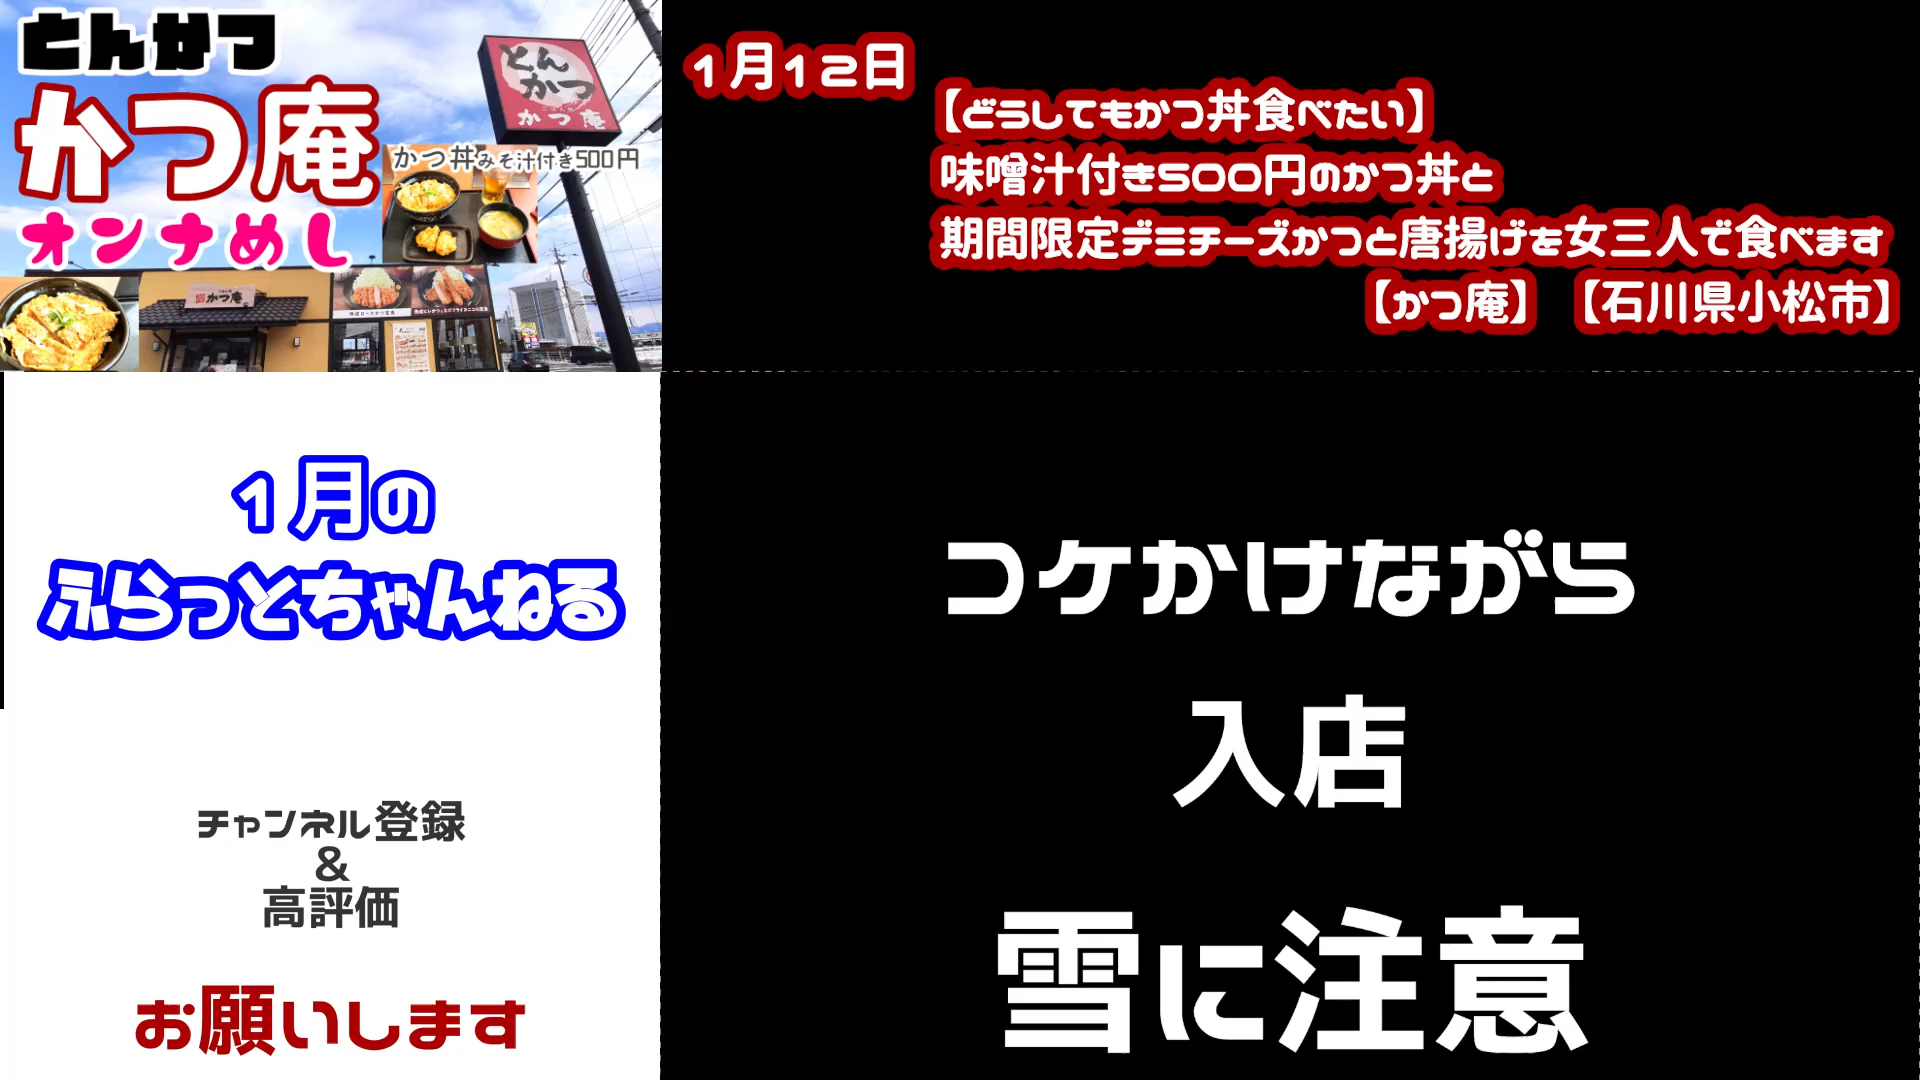 とんかつ
かつ庵
オンナめし
とん
かつ
かつ庵
かつ丼みそ汁付き500円
かつ庵
1月12日
【どうしてもかつ丼食べたい】
味噌汁付き500円のかつ丼と
期間限定デミチーズかつと唐揚げを女三人で食べます
【かつ庵】 【石川県小松市】
1月の
ふらっとちゃんねる
チャンネル登録
&
高評価
お願いします
コケかけながら
入店
雪に注意